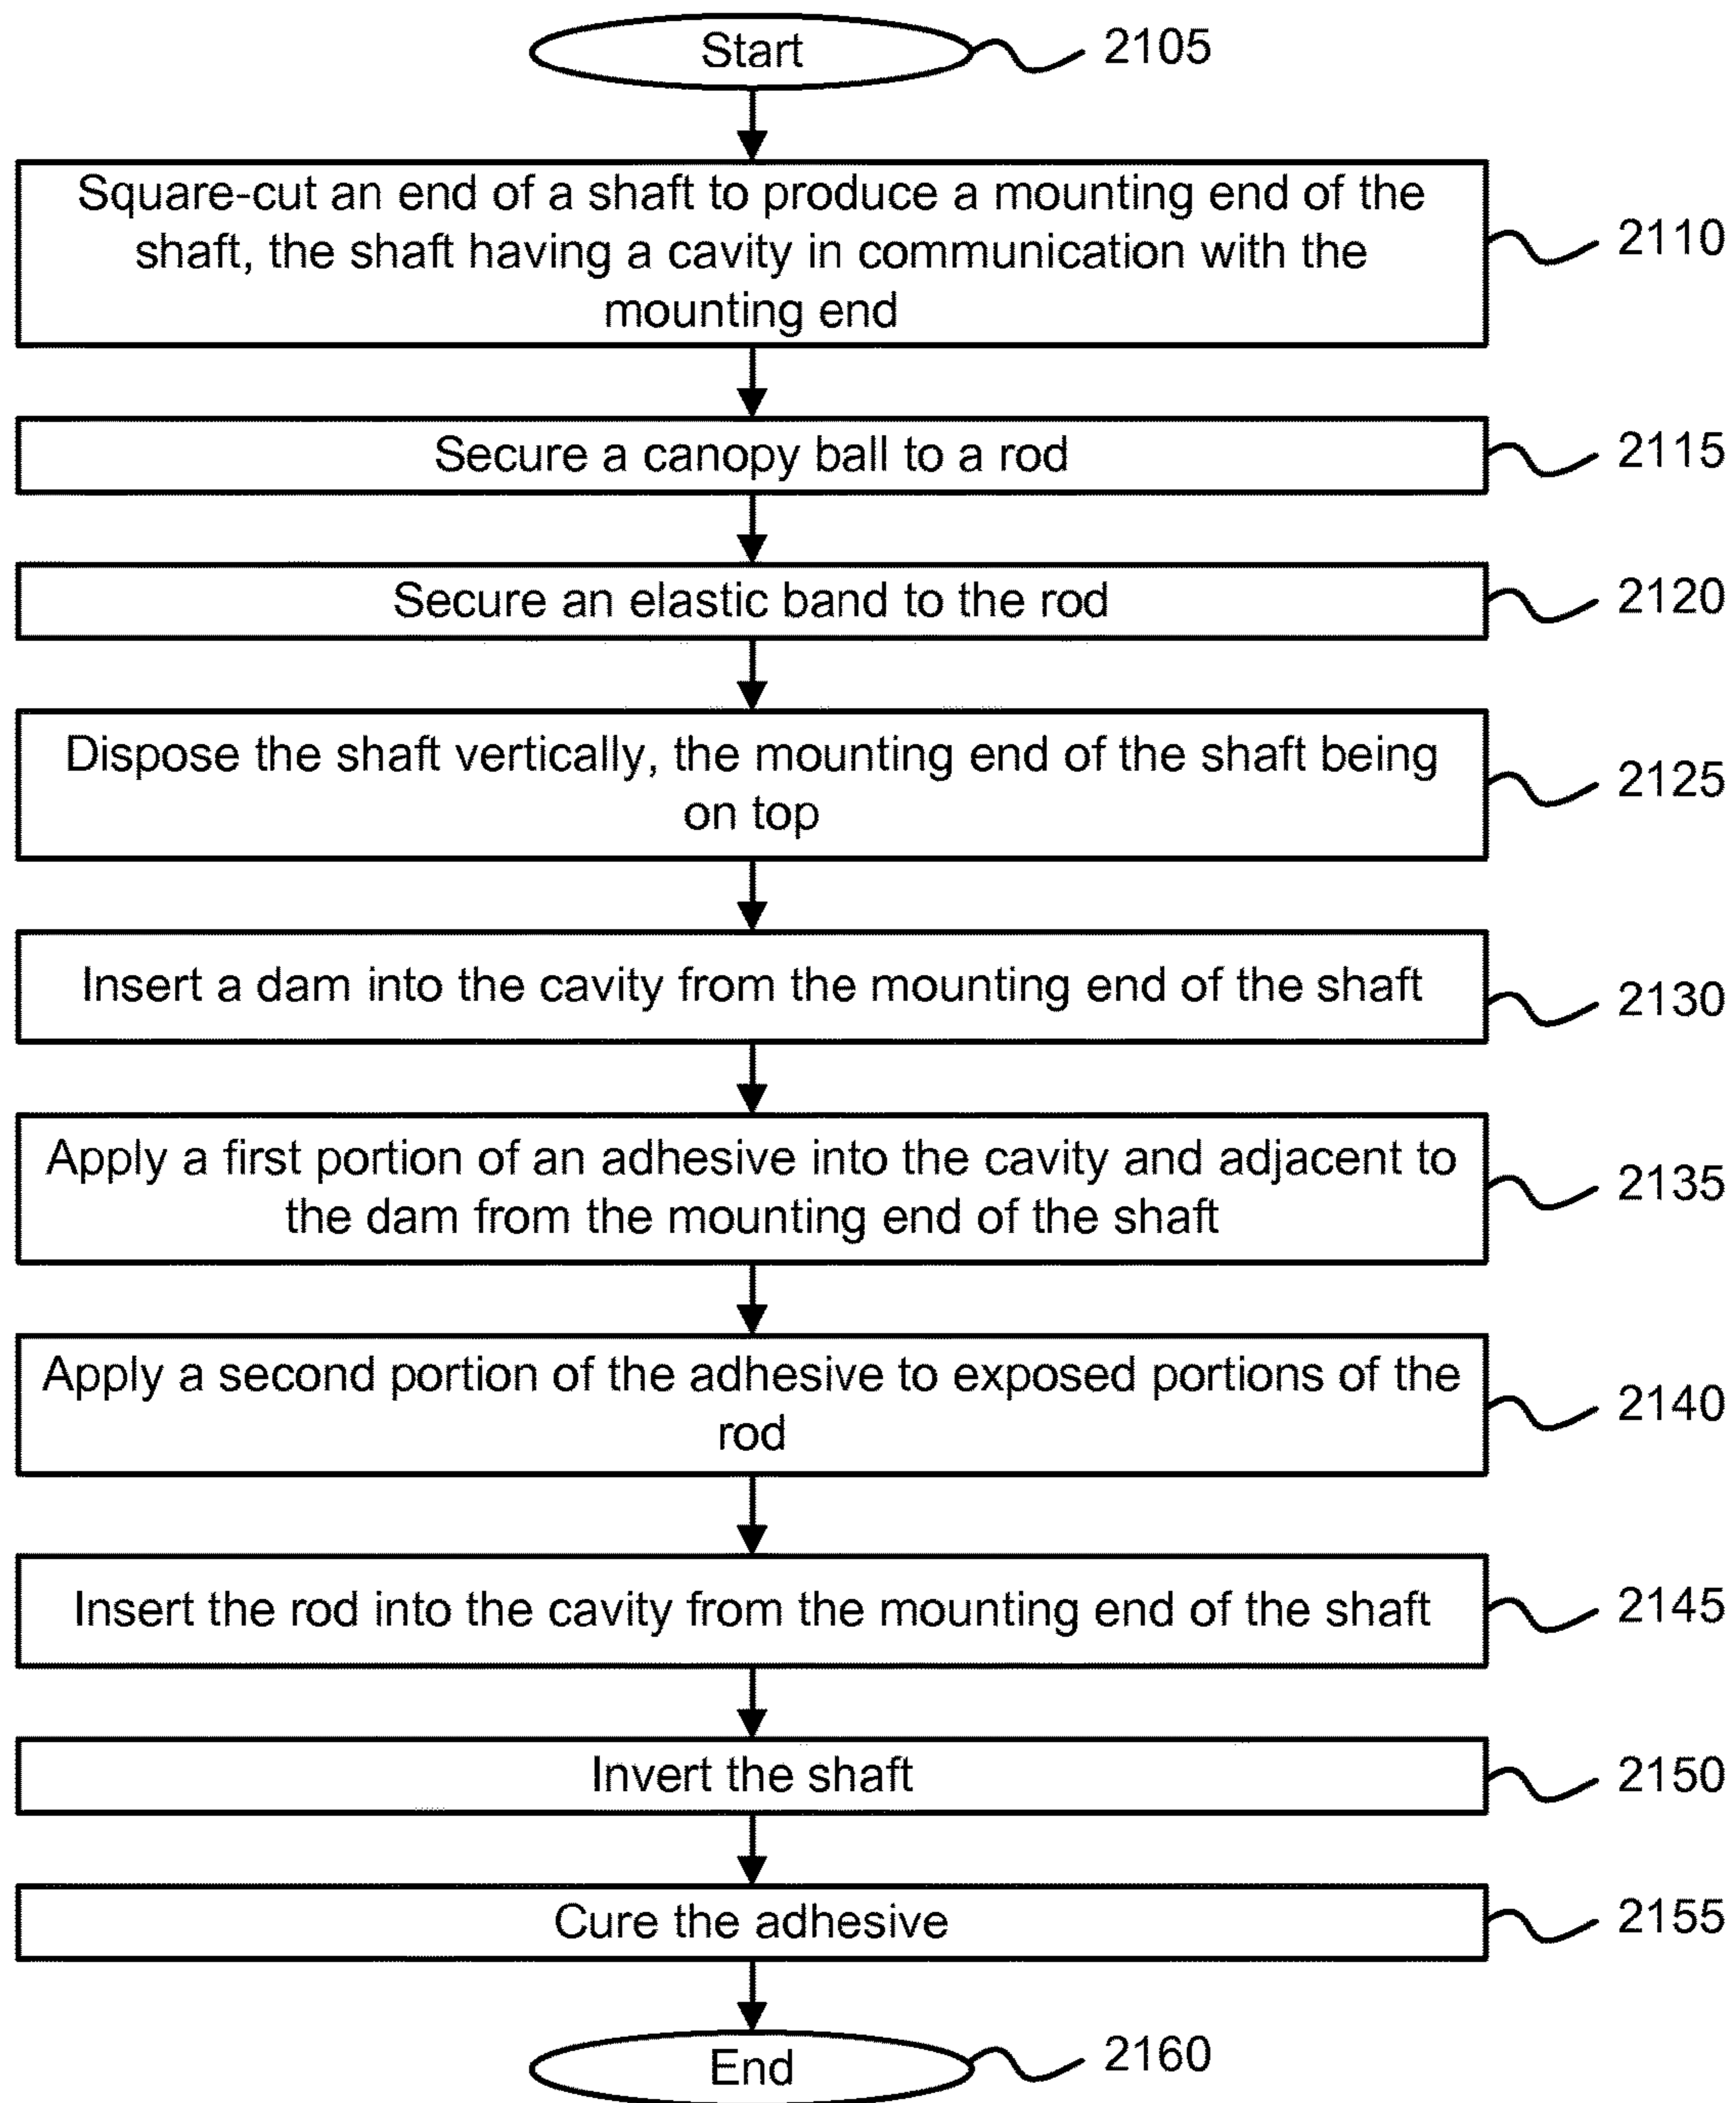 Start
2105
Square-cut an end of a shaft to produce a mounting end of the
shaft, the shaft having a cavity in communication with the
mounting end
2110
Secure a canopy ball to a rod
2115
Secure an elastic band to the rod
2120
Dispose the shaft vertically, the mounting end of the shaft being
on top
2125
Insert a dam into the cavity from the mounting end of the shaft
2130
Apply a first portion of an adhesive into the cavity and adjacent to
the dam from the mounting end of the shaft
2135
Apply a second portion of the adhesive to exposed portions of the
rod
2140
Insert the rod into the cavity from the mounting end of the shaft
2145
Invert the shaft
2150
Cure the adhesive
2155
End
2160